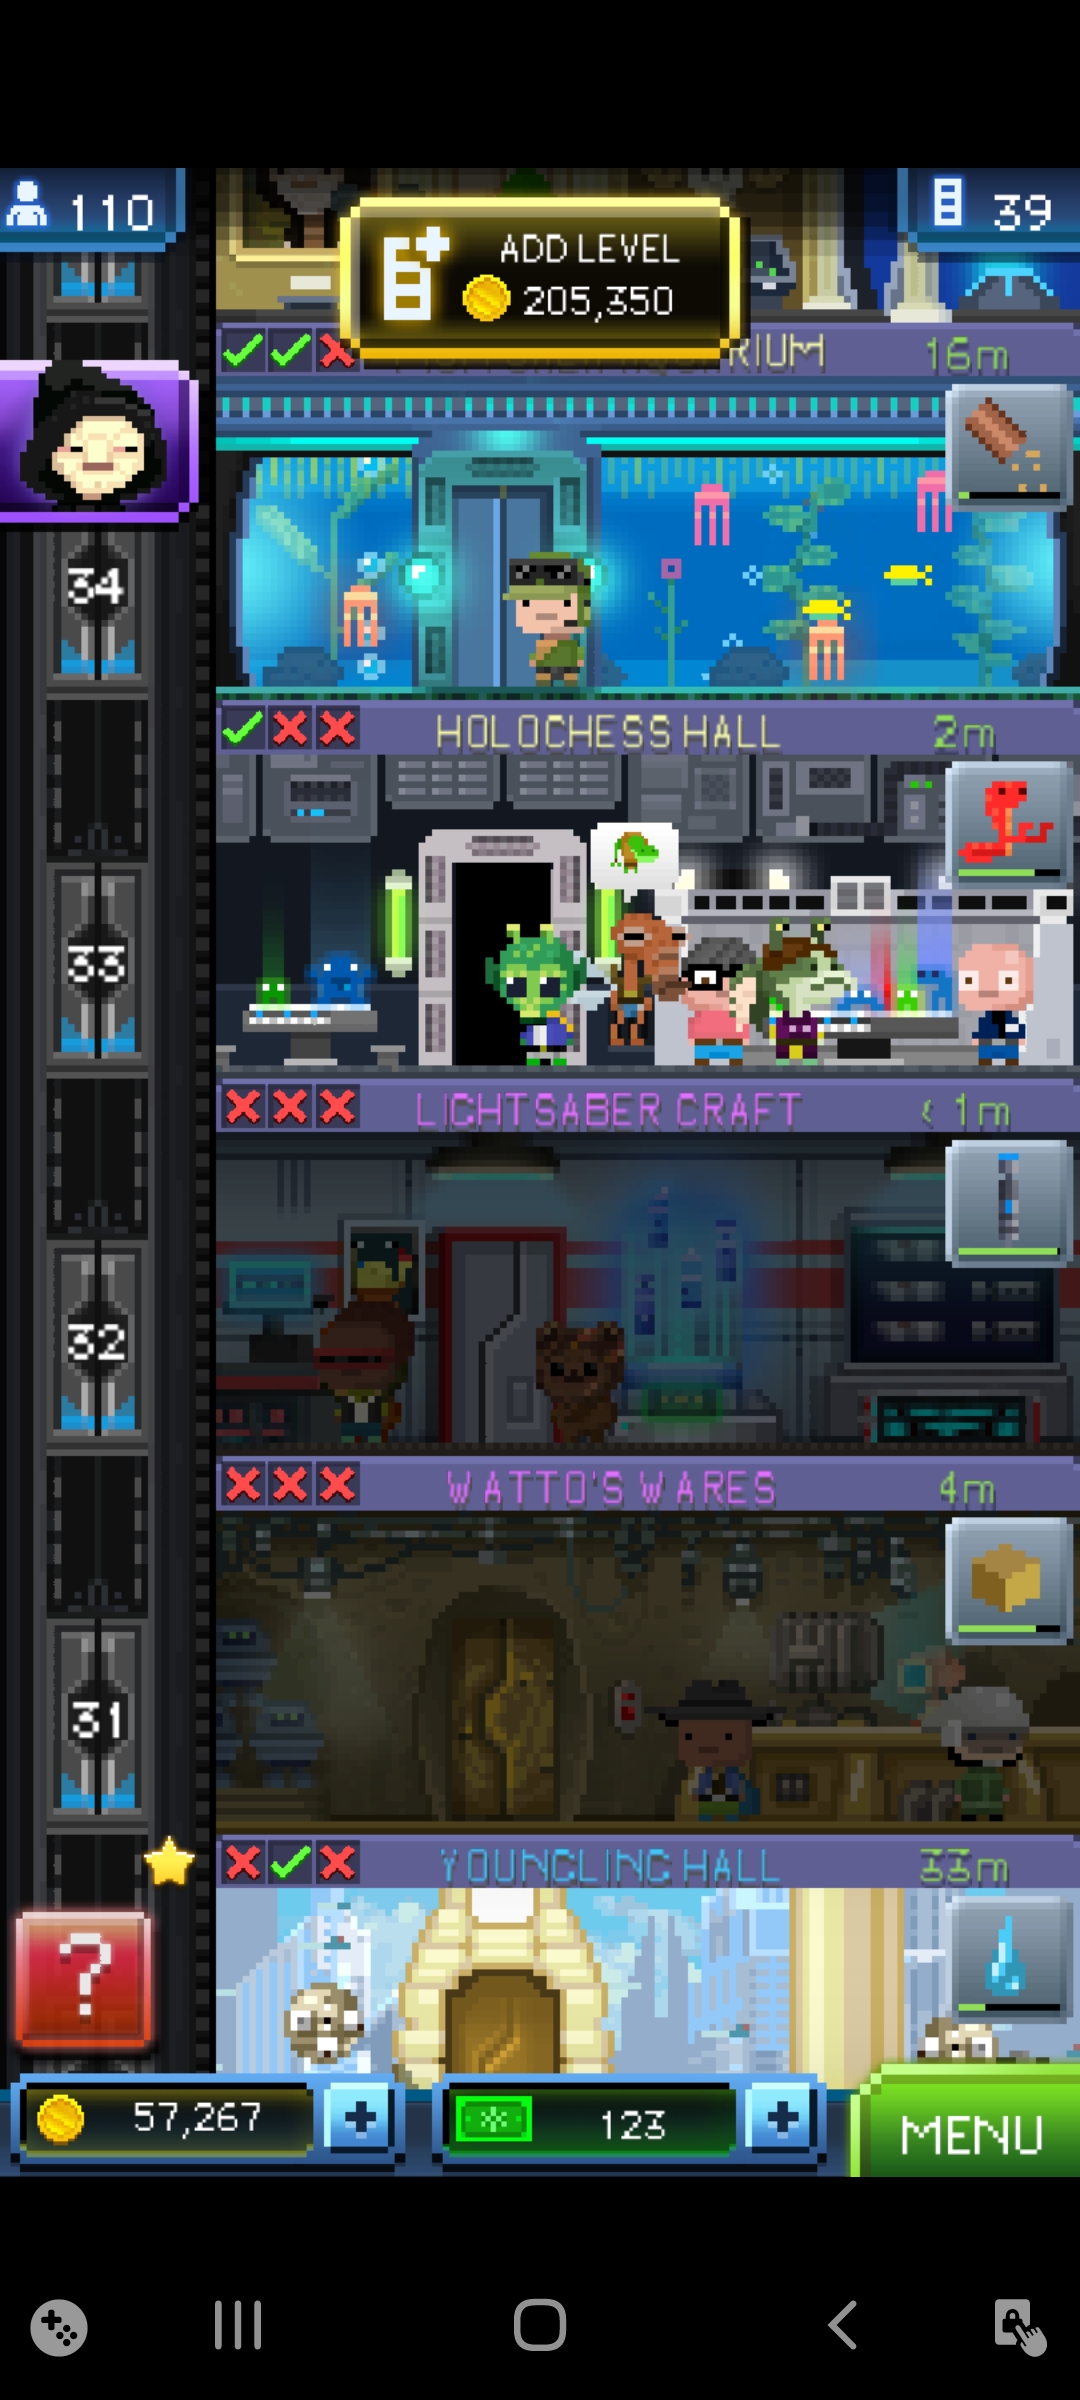 110
39
ADD LEVEL
205,350
RIUM
16m
34
HOLOCHESS HALL
2m
33
LIGHTSABER CRAFT
< 1m
32
WATTO'S WARES
4m
31
YOUNGLING HALL
33m
?
57,267
+
123
+
MENU